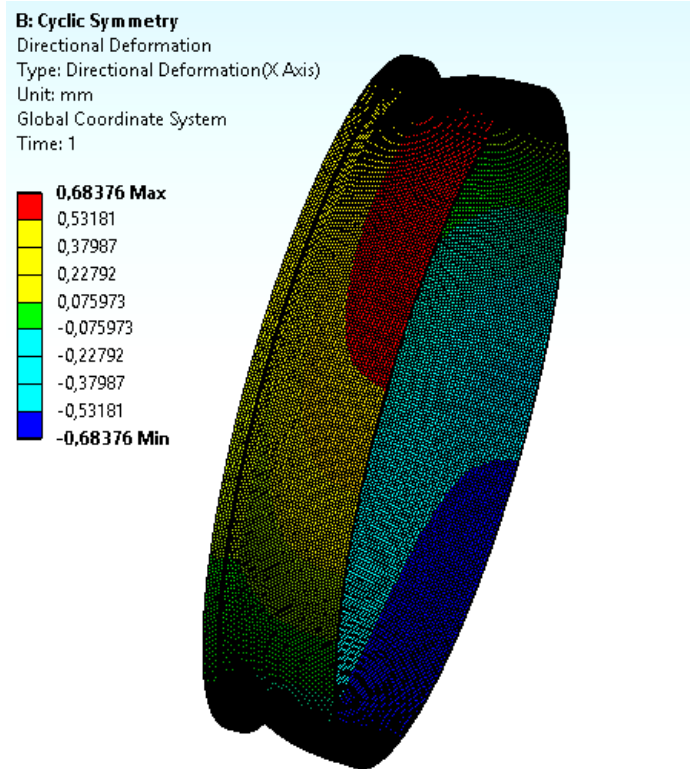 B: Cyclic Symmetry
Directional Deformation
Type: Directional Deformation(X Axis)
Unit: mm
Global Coordinate System
Time: 1
0,68376 Max
0,53181
0,37987
0,22792
0,075973
-0,075973
-0,22792
-0,37987
-0,53181
-0,68376 Min